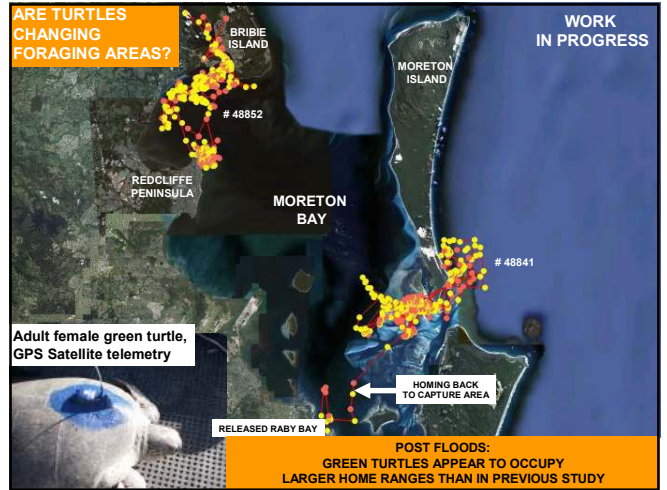 ARE TURTLES
CHANGING
FORAGING AREAS?
BRIBIE
ISLAND
WORK
IN PROGRESS
MORETON
ISLAND
# 48852
REDCLIFFE
PENINSULA
MORETON
BAY
# 48841
Adult female green turtle,
GPS Satellite telemetry
HOMING BACK
TO CAPTURE AREA
RELEASED RABY BAY
POST FLOODS:
GREEN TURTLES APPEAR TO OCCUPY
LARGER HOME RANGES THAN IN PREVIOUS STUDY